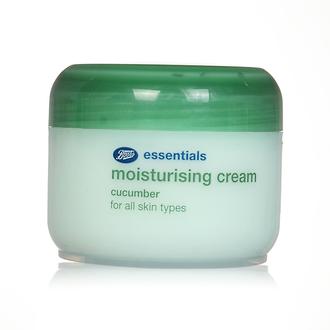 Boots essentials
moisturising cream
cucumber
for all skin types